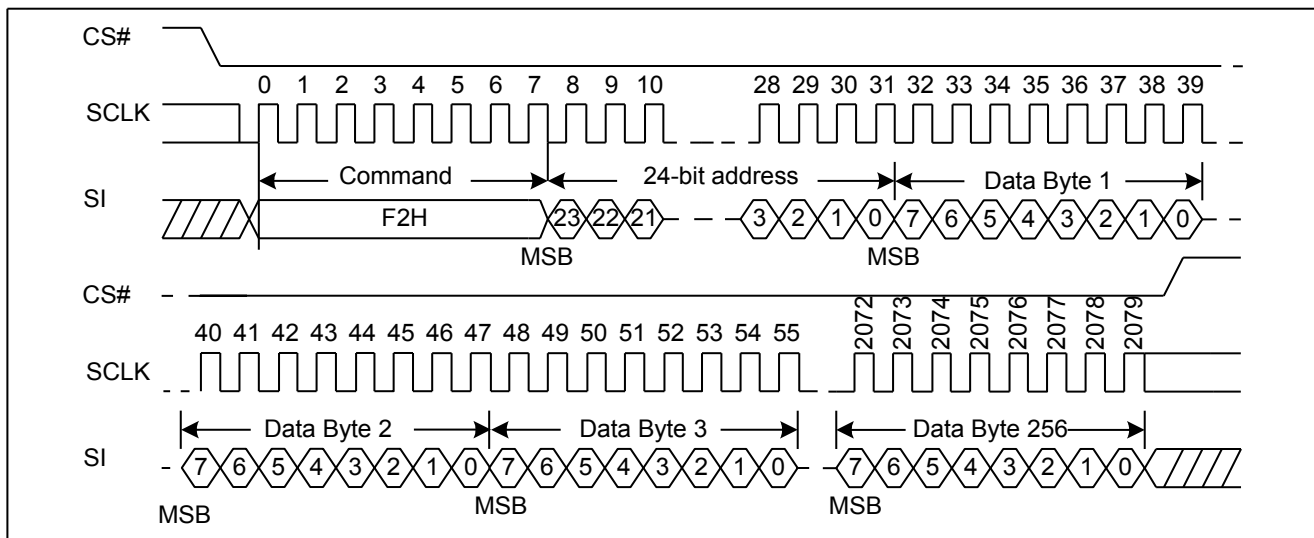 CS#
0 1 2 3 4 5 6 7 8 9 10 28 29 30 31 32 33 34 35 36 37 38 39
SCLK
Command 24-bit address Data Byte 1
SI
F2H 23 22 21 3 2 1 0 7 6 5 4 3 2 1 0
MSB MSB
CS#
40 41 42 43 44 45 46 47 48 49 50 51 52 53 54 55 2072 2073 2074 2075 2076 2077 2078 2079
SCLK
Data Byte 2 Data Byte 3 Data Byte 256
SI
7 6 5 4 3 2 1 0 7 6 5 4 3 2 1 0 7 6 5 4 3 2 1 0
MSB MSB MSB